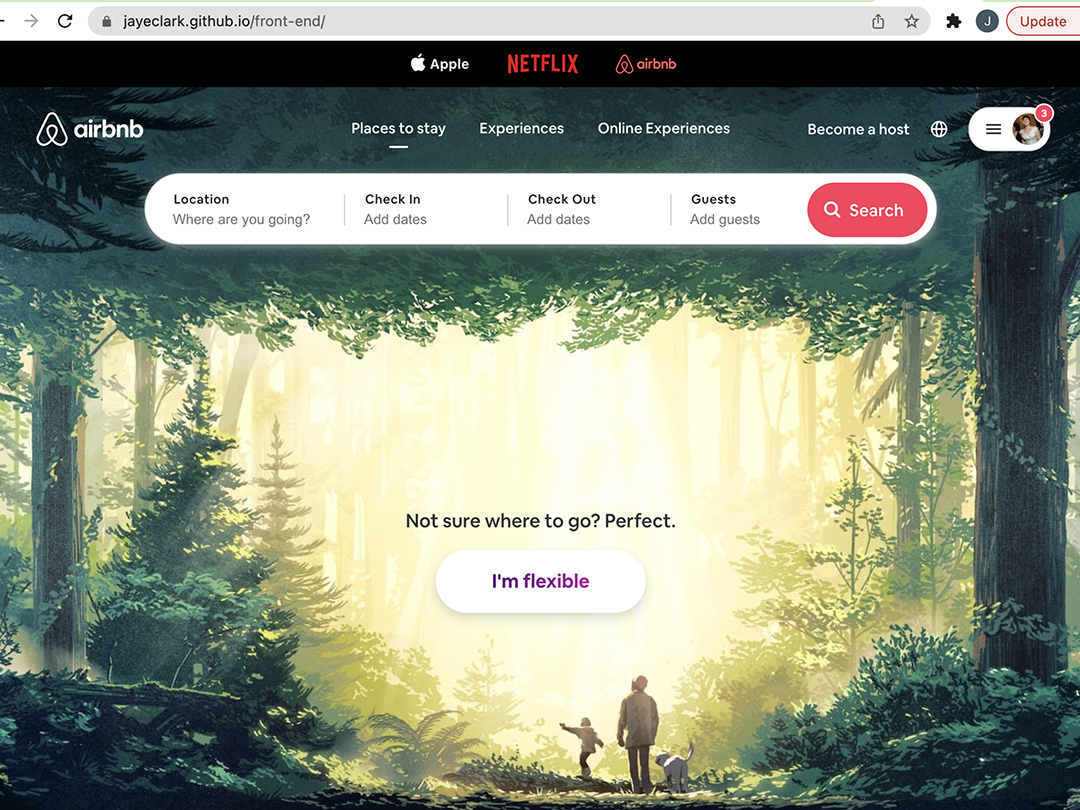 jayeclark.github.io/front-end/
J
Update
Apple NETFLIX airbnb
airbnb
Places to stay Experiences Online Experiences
Become a host
3
Location Check In Check Out Guests
Where are you going? Add dates Add dates Add guests
Search
Not sure where to go? Perfect.
I'm flexible